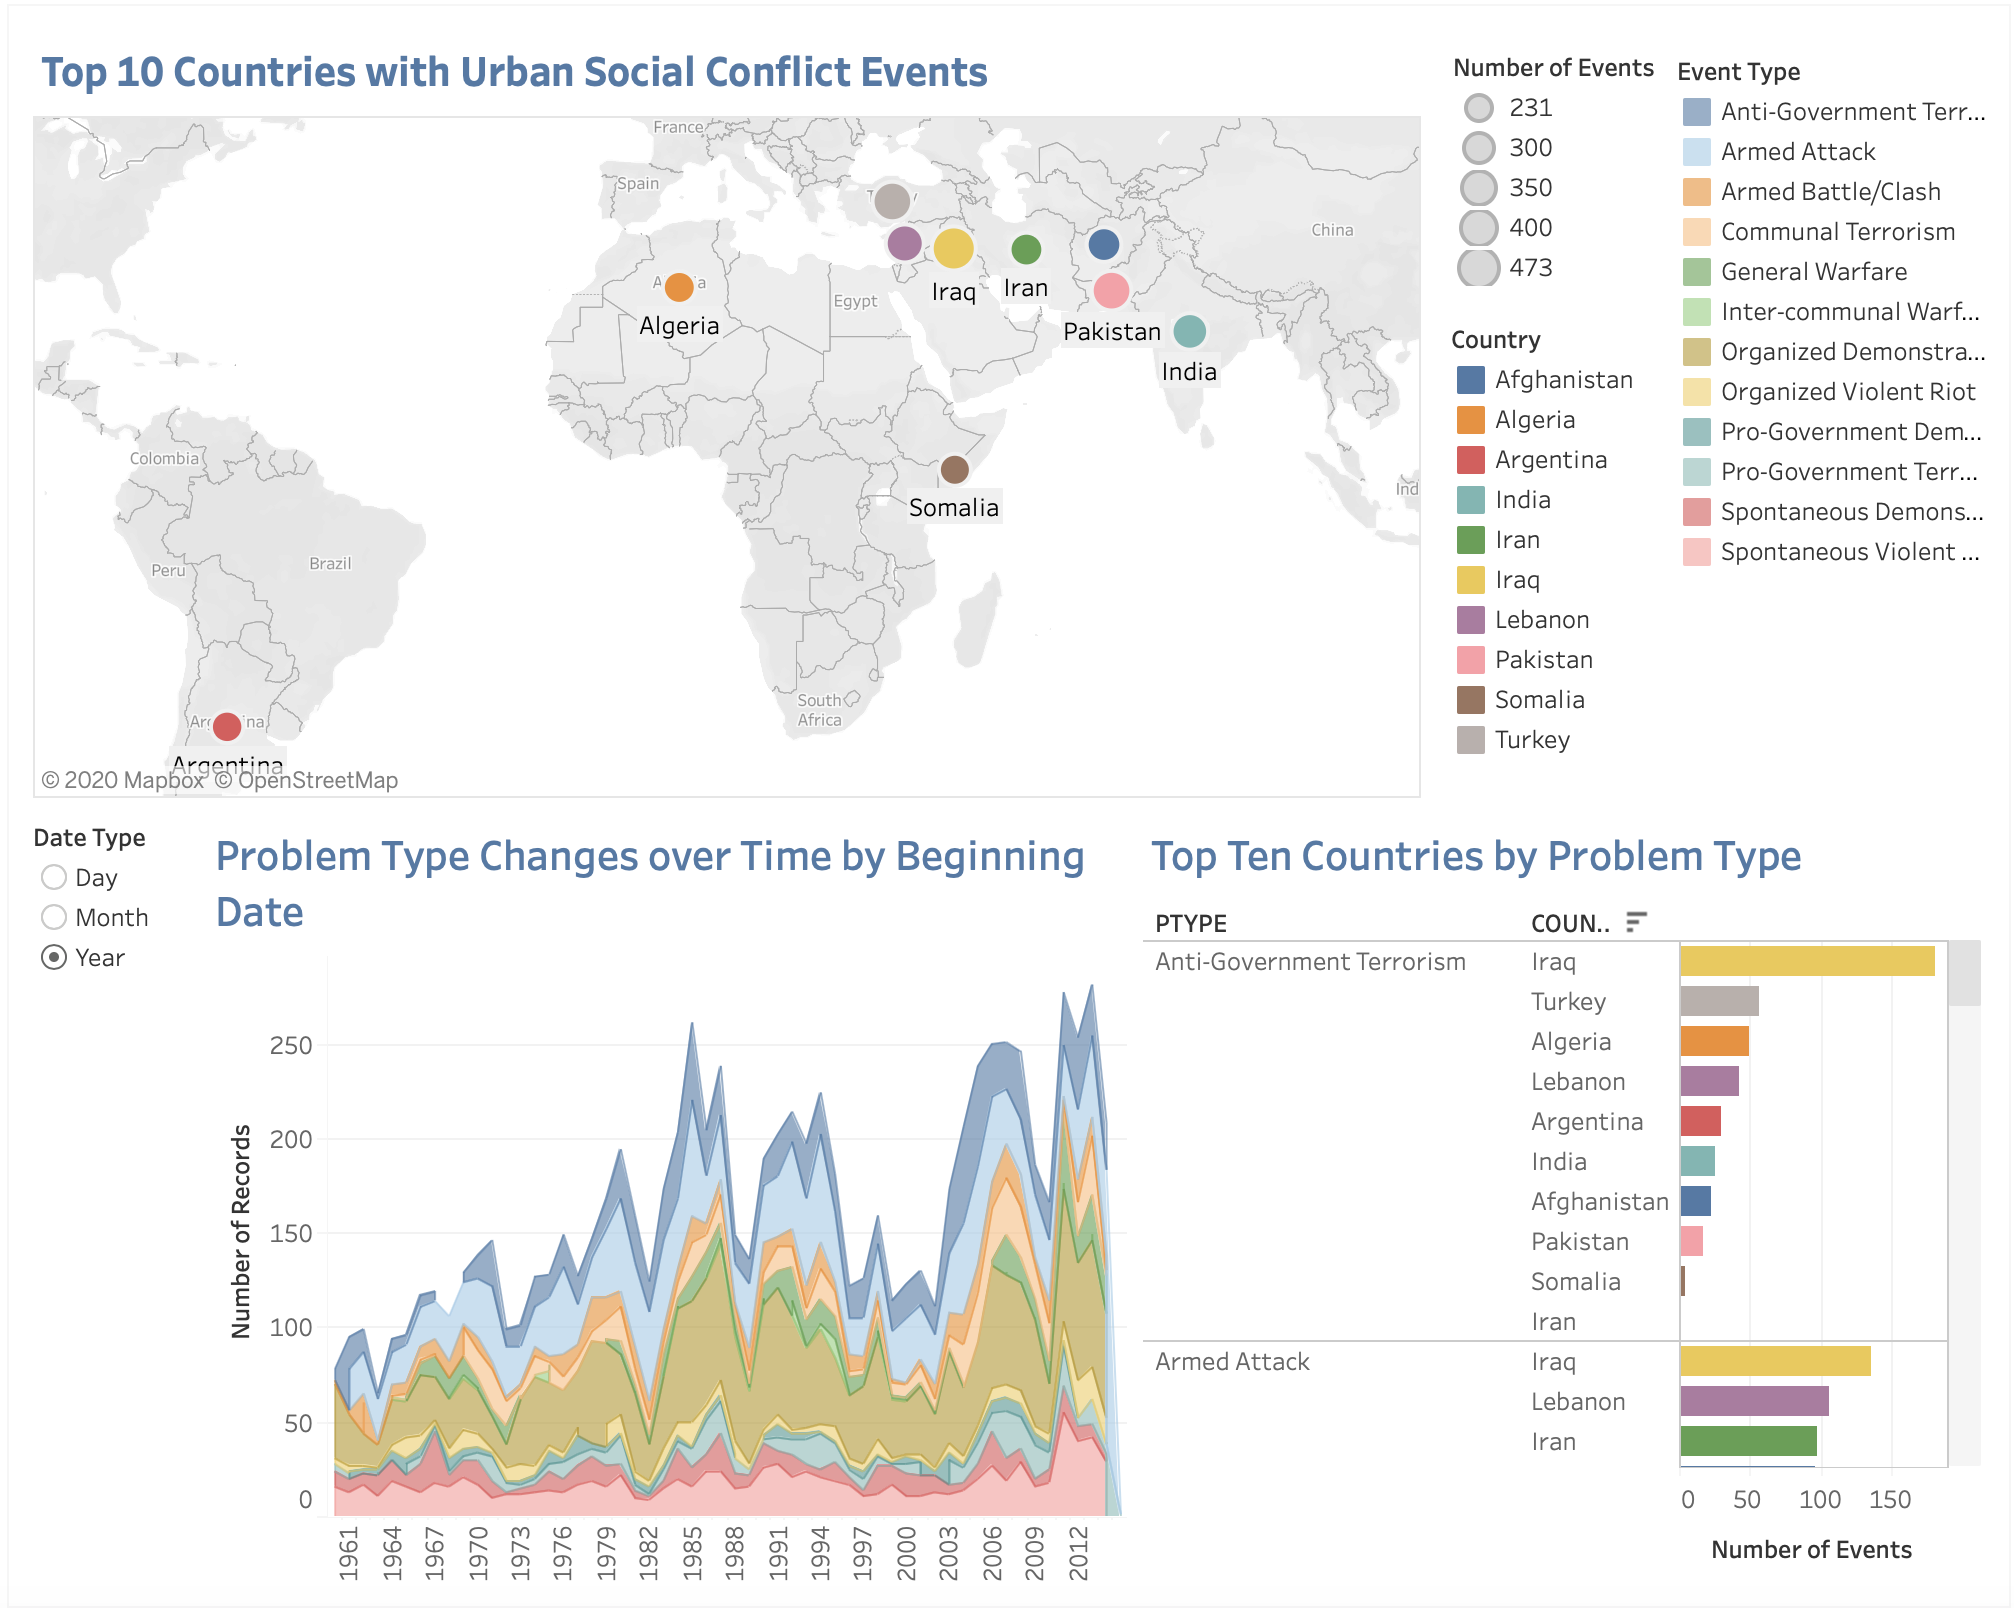 Top 10 Countries with Urban Social Conflict Events
France
Spain
China
Egypt
Iraq
Iran
Algeria
Pakistan
India
Somalia
Colombia
Peru
Brazil
South
Africa
Ind
Argentina
© 2020 Mapbox © OpenStreetMap
Number of Events
231
300
350
400
473
Country
Afghanistan
Algeria
Argentina
India
Iran
Iraq
Lebanon
Pakistan
Somalia
Turkey
Event Type
Anti-Government Terr...
Armed Attack
Armed Battle/Clash
Communal Terrorism
General Warfare
Inter-communal Warf...
Organized Demonstra...
Organized Violent Riot
Pro-Government Dem...
Pro-Government Terr...
Spontaneous Demons...
Spontaneous Violent ...
Date Type
Day
Month
Year
Problem Type Changes over Time by Beginning
Date
Number of Records
250
200
150
100
50
0
1961
1964
1967
1970
1973
1976
1979
1982
1985
1988
1991
1994
1997
2000
2003
2006
2009
2012
Top Ten Countries by Problem Type
PTYPE COUN..
Anti-Government Terrorism Iraq
Turkey
Algeria
Lebanon
Argentina
India
Afghanistan
Pakistan
Somalia
Iran
Armed Attack Iraq
Lebanon
Iran
0 50 100 150
Number of Events